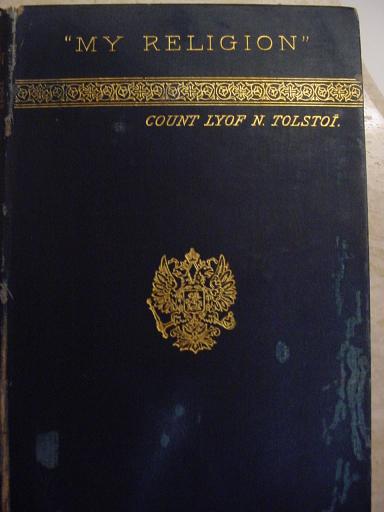 "MY RELIGION"
COUNT LYOF N. TOLSTOÏ.